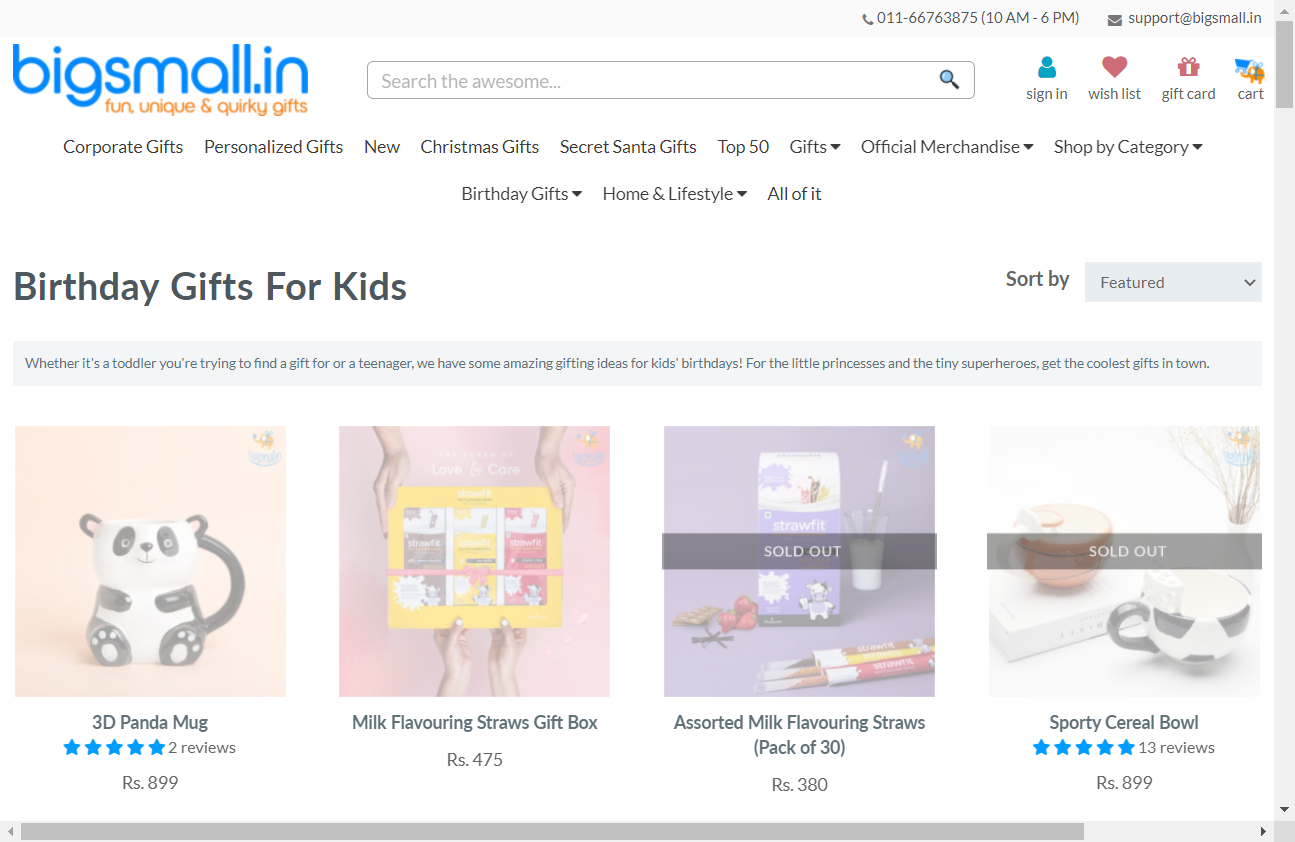 011-66763875 (10 AM - 6 PM) support@bigsmall.in
bigsmall.in
fun, unique & quirky gifts
Search the awesome...
sign in wish list gift card cart
Corporate Gifts Personalized Gifts New Christmas Gifts Secret Santa Gifts Top 50 Gifts Official Merchandise Shop by Category
Birthday Gifts Home & Lifestyle All of it
Birthday Gifts For Kids
Sort by Featured
Whether it's a toddler you're trying to find a gift for or a teenager, we have some amazing gifting ideas for kids' birthdays! For the little princesses and the tiny superheroes, get the coolest gifts in town.
THE TOKEN OF
Love & Care
strawfit
strawfit strawfit strawfit
strawfit
SOLD OUT
strawfit
strawfit
SOLD OUT
3D Panda Mug
2 reviews
Rs. 899
Milk Flavouring Straws Gift Box
Rs. 475
Assorted Milk Flavouring Straws
(Pack of 30)
Rs. 380
Sporty Cereal Bowl
13 reviews
Rs. 899